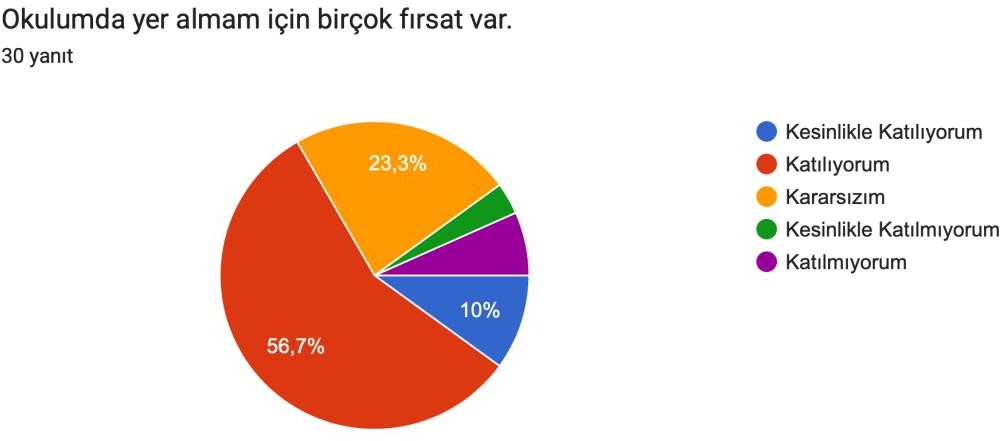 Okulumda yer almam için birçok fırsat var.
30 yanıt
23,3%
10%
56,7%
Kesinlikle Katılıyorum
Katılıyorum
Kararsızım
Kesinlikle Katılmıyorum
Katılmıyorum